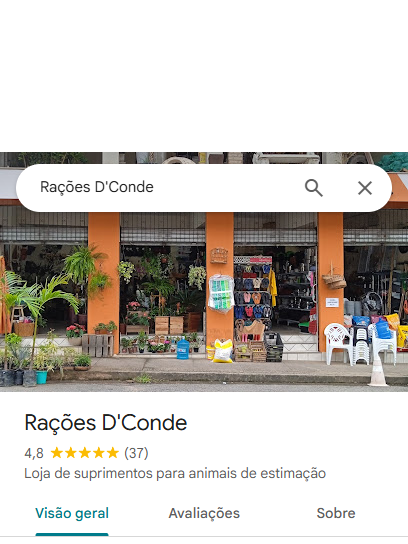 Rações D'Conde
Rações D'Conde
4,8 (37)
Loja de suprimentos para animais de estimação
Visão geral
Avaliações
Sobre